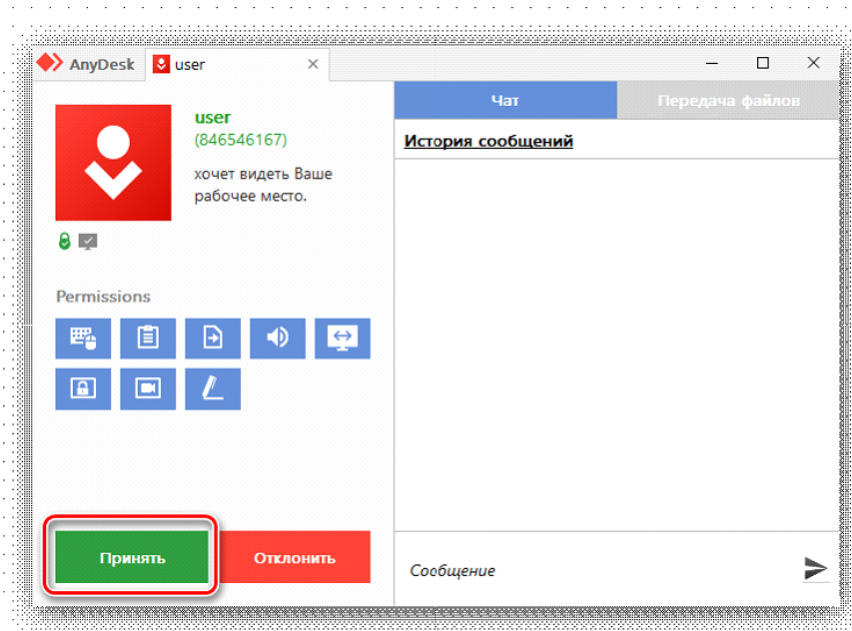 AnyDesk
user
user
(846546167)
хочет видеть Ваше
рабочее место.
Permissions
Принять
Отклонить
Чат
Передача файлов
История сообщений
Сообщение